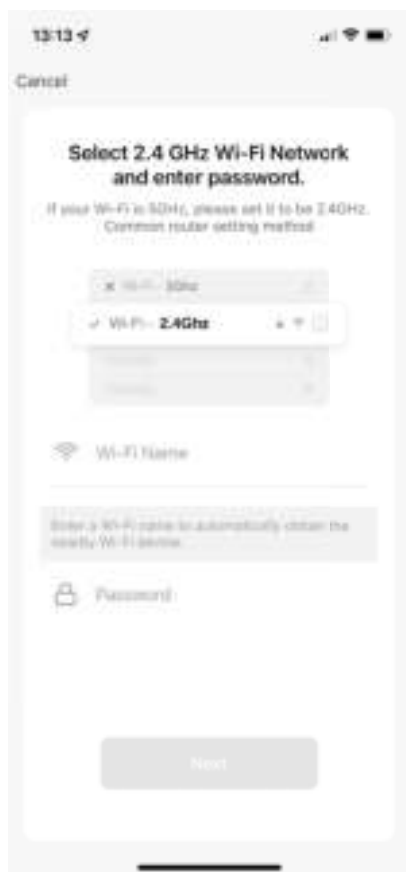 13:13
Cancel
Select 2.4 GHz Wi-Fi Network
and enter password.
If your Wi-Fi is 5GHz, please set it to be 2.4GHz.
Common router setting method
Wi-Fi - 5Ghz
Wi-Fi - 2.4Ghz
Wi-Fi Name
Enter a Wi-Fi name to automatically obtain the
nearby Wi-Fi device.
Password
Next